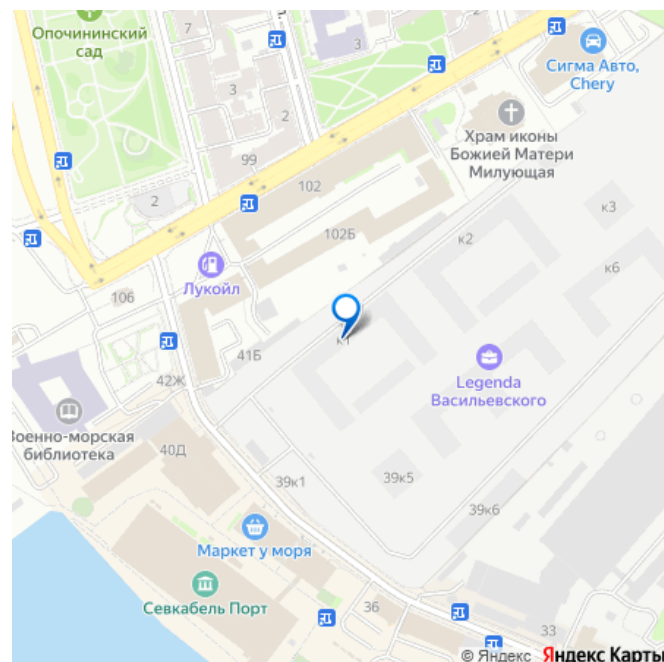 Опочининский
сад
7
3
2
3
Сигма Авто,
Chery
Храм иконы
Божией Матери
Милующая
99
102
2
102Б
к3
к2
к6
Лукойл
106
к1
41Б
Legenda
Васильевского
42Ж
Военно-морская
библиотека
40Д
39к1
39к5
39к6
Маркет у моря
Севкабель Порт
36
33
© Яндекс Яндекс Карты